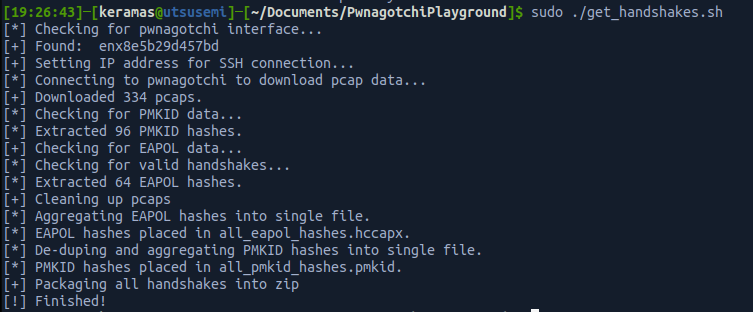 [19:26:43]─[keramas@utsusemi]─[~/Documents/PwnagotchiPlayground]$ sudo ./get_handshakes.sh
[*] Checking for pwnagotchi interface...
[+] Found:  enx8e5b29d457bd
[+] Setting IP address for SSH connection...
[*] Connecting to pwnagotchi to download pcap data...
[+] Downloaded 334 pcaps.
[*] Checking for PMKID data...
[*] Extracted 96 PMKID hashes.
[+] Checking for EAPOL data...
[*] Checking for valid handshakes...
[*] Extracted 64 EAPOL hashes.
[+] Cleaning up pcaps
[*] Aggregating EAPOL hashes into single file.
[*] EAPOL hashes placed in all_eapol_hashes.hccapx.
[*] De-duping and aggregating PMKID hashes into single file.
[*] PMKID hashes placed in all_pmkid_hashes.pmkid.
[+] Packaging all handshakes into zip
[!] Finished!